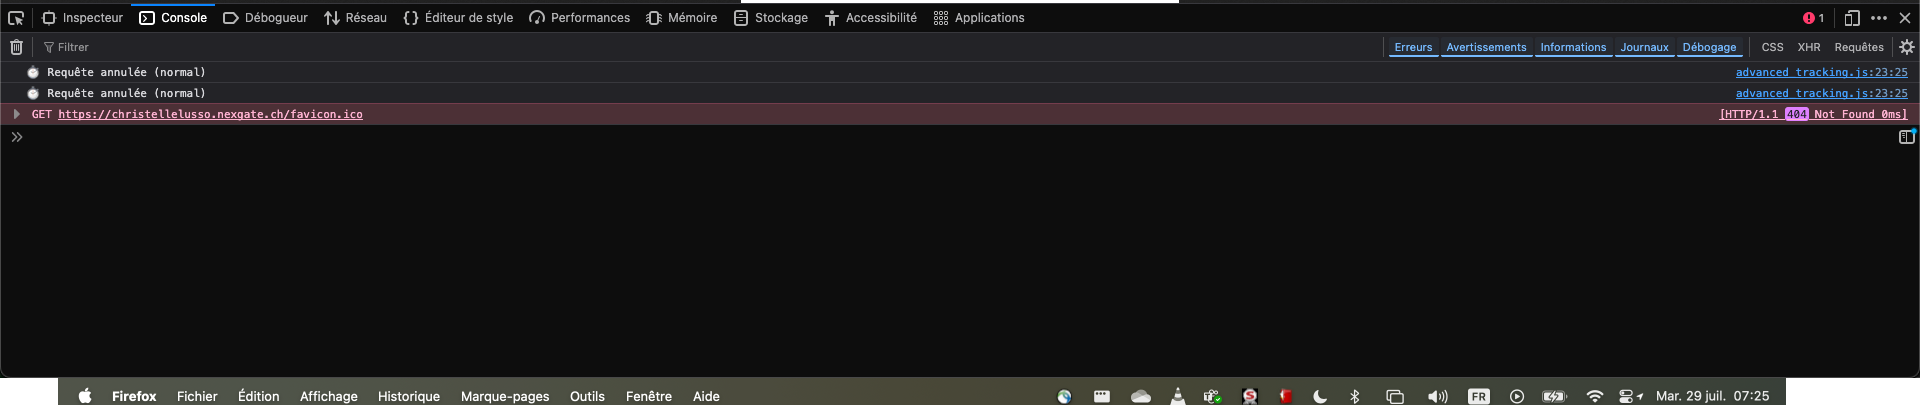 Inspecteur Console Débogueur Réseau Éditeur de style Performances Mémoire Stockage Accessibilité Applications 1
Filtrer Erreurs Avertissements Informations Journaux Débogage CSS XHR Requêtes
Requête annulée (normal) advanced_tracking.js:23:25
Requête annulée (normal) advanced_tracking.js:23:25
GET https://christellelusso.nexgate.ch/favicon.ico [HTTP/1.1 404 Not Found 0ms]
Firefox Fichier Édition Affichage Historique Marque-pages Outils Fenêtre Aide FR Mar. 29 juil. 07:25